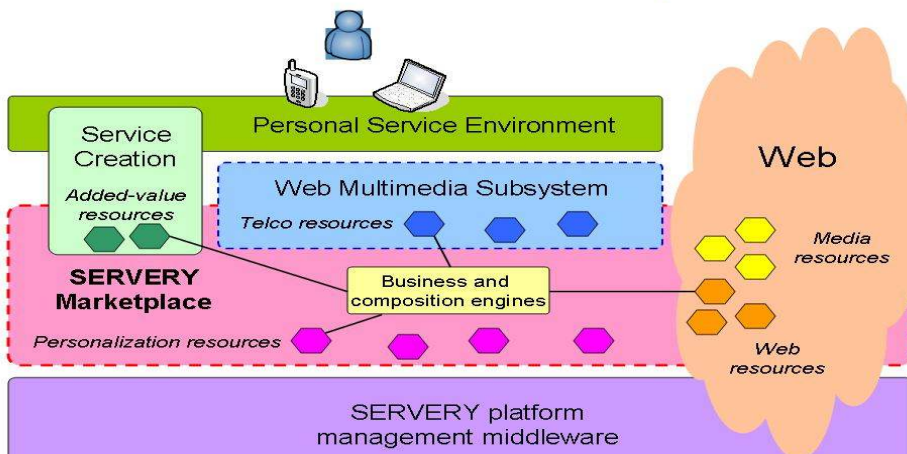 Personal Service Environment
Service
Creation
Added-value
resources
Web Multimedia Subsystem
Telco resources
Web
Media
resources
SERVERY
Marketplace
Business and
composition engines
Personalization resources
Web
resources
SERVERY platform
management middleware